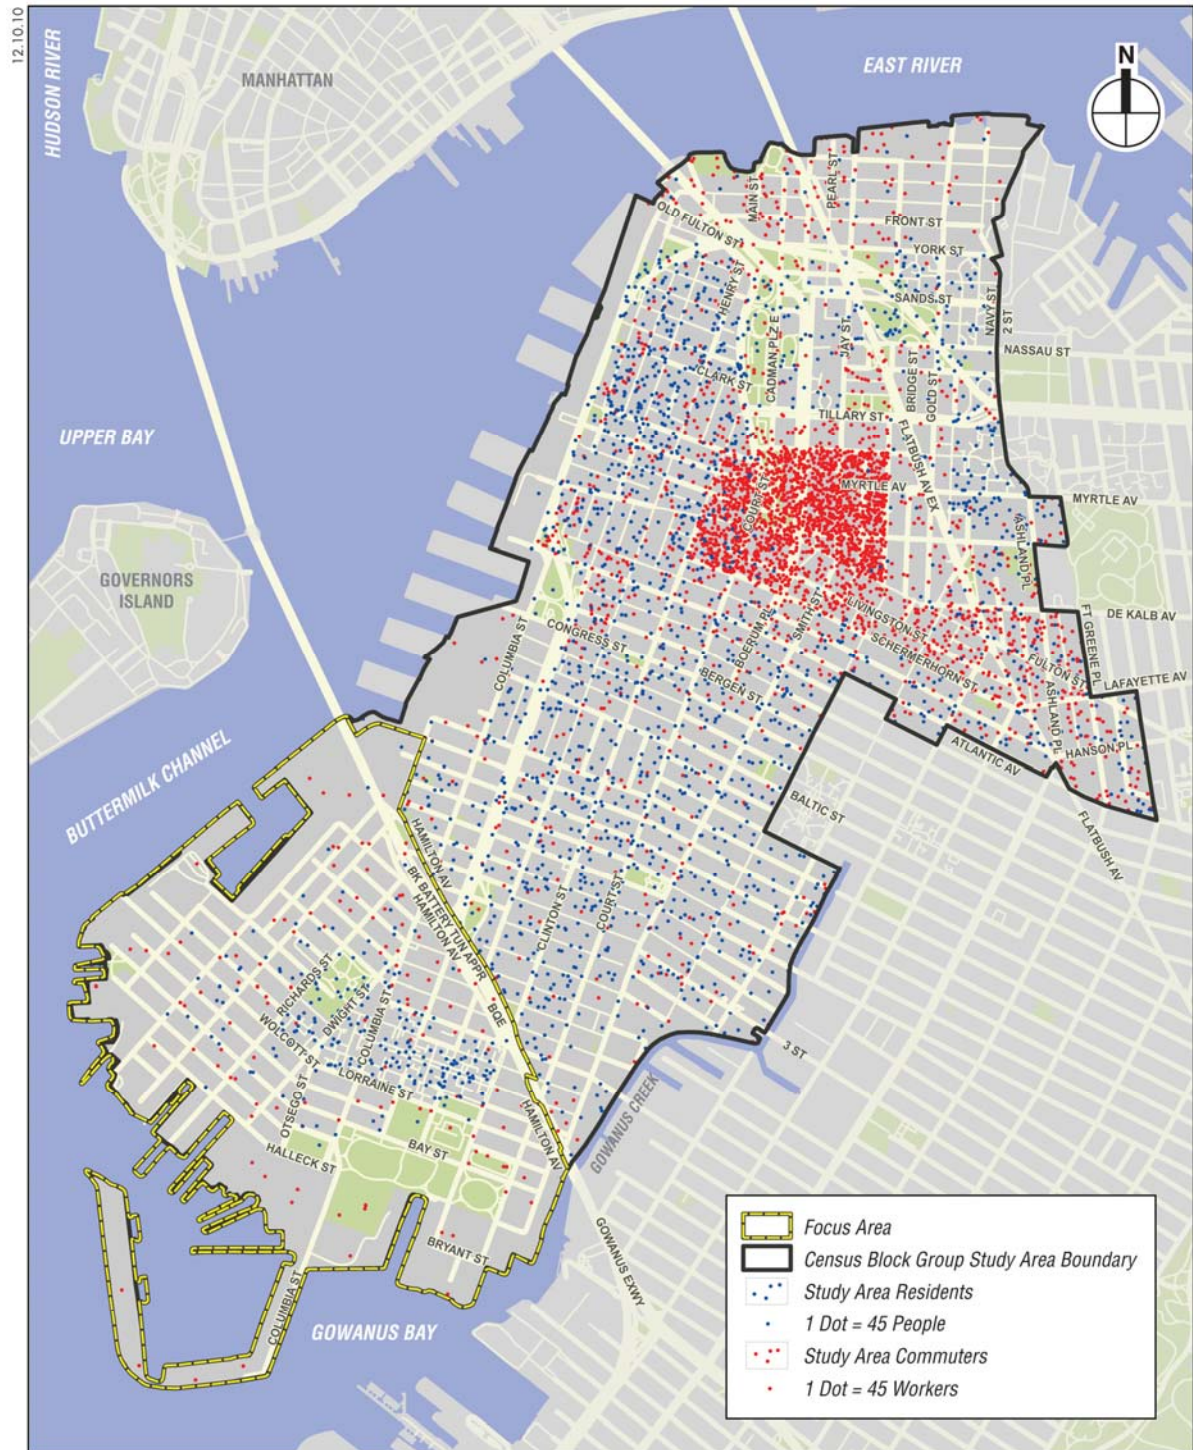 12.10.10
HUDSON RIVER
MANHATTAN
EAST RIVER
N
MAIN ST
PEARL ST
OLD FULTON ST
FRONT ST
YORK ST
HENRY ST
SANDS ST
NAVY ST
2 ST
CADMAN PLZ E
JAY ST
NASSAU ST
CLARK ST
BRIDGE ST
GOLD ST
TILLARY ST
UPPER BAY
FLATBUSH AV EX
COURT ST
MYRTLE AV
MYRTLE AV
ASHLAND PL
GOVERNORS
ISLAND
DE KALB AV
FT GREENE PL
LIVINGSTON ST
SMITH ST
BOERUM PL
CONGRESS ST
SCHERMERHORN ST
COLUMBIA ST
FULTON ST
BERGEN ST
LAFAYETTE AV
ASHLAND PL
HANSON PL
ATLANTIC AV
BUTTERMILK CHANNEL
BALTIC ST
FLATBUSH AV
HAMILTON AV
BK BATTERY TUN APPR
HAMILTON AV
CLINTON ST
COURT ST
RICHARDS ST
DWIGHT ST
COLUMBIA ST
BQE
WOLCOTT ST
3 ST
LORRAINE ST
OTSEGO ST
HAMILTON AV
GOWANUS CREEK
HALLECK ST
BAY ST
BRYANT ST
GOWANUS EXWY
COLUMBIA ST
GOWANUS BAY
Focus Area
Census Block Group Study Area Boundary
Study Area Residents
1 Dot = 45 People
Study Area Commuters
1 Dot = 45 Workers